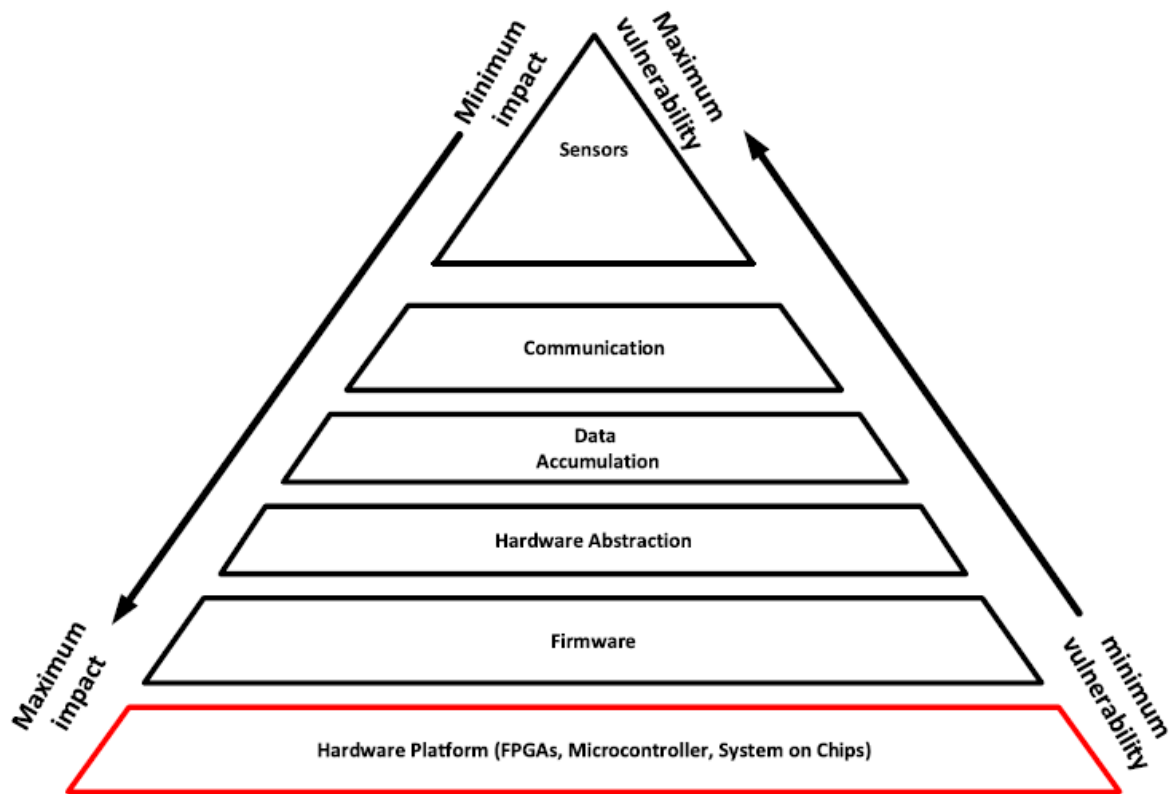 Minimum
impact
Maximum
vulnerability
Sensors
Communication
Data
Accumulation
Hardware Abstraction
Firmware
Maximum
impact
minimum
vulnerability
Hardware Platform (FPGAs, Microcontroller, System on Chips)